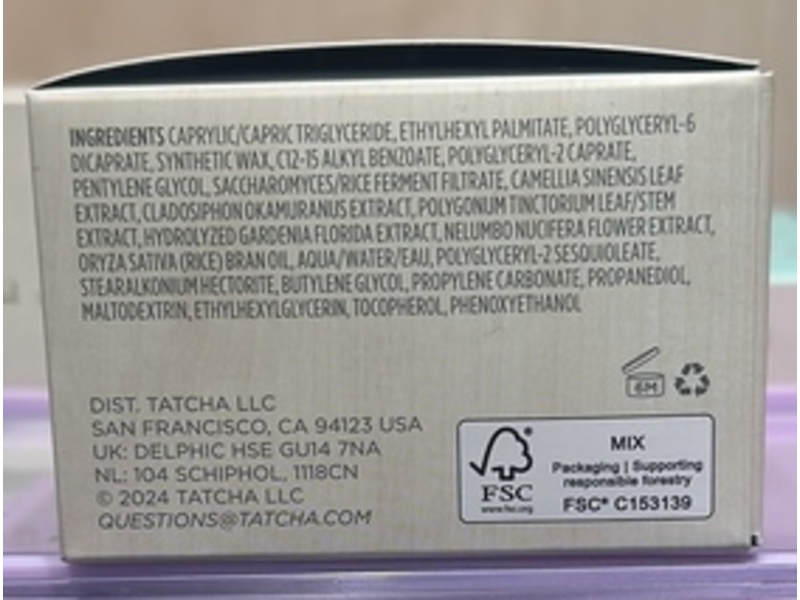 INGREDIENTS CAPRYLIC/CAPRIC TRIGLYCERIDE, ETHYLHEXYL PALMITATE, POLYGLYCERYL-6
DICAPRATE, SYNTHETIC WAX, C12-15 ALKYL BENZOATE, POLYGLYCERYL-2 CAPRATE,
PENTYLENE GLYCOL, SACCHAROMYCES/RICE FERMENT FILTRATE, CAMELLIA SINENSIS LEAF
EXTRACT, CLADOSIPHON OKAMURANUS EXTRACT, POLYGONUM TINCTORIUM LEAF/STEM
EXTRACT, HYDROLYZED GARDENIA FLORIDA EXTRACT, NELUMBO NUCIFERA FLOWER EXTRACT,
ORYZA SATIVA (RICE) BRAN OIL, AQUA/WATER/EAU, POLYGLYCERYL-2 SESQUIOLEATE,
STEARALKONIUM HECTORITE, BUTYLENE GLYCOL, PROPYLENE CARBONATE, PROPANEDIOL,
MALTODEXTRIN, ETHYLHEXYLGLYCERIN, TOCOPHEROL, PHENOXYETHANOL
6M
DIST. TATCHA LLC
SAN FRANCISCO, CA 94123 USA
UK: DELPHIC HSE GU14 7NA
NL: 104 SCHIPHOL, 1118CN
© 2024 TATCHA LLC
QUESTIONS@TATCHA.COM
FSC
www.fsc.org
MIX
Packaging | Supporting
responsible forestry
FSC® C153139